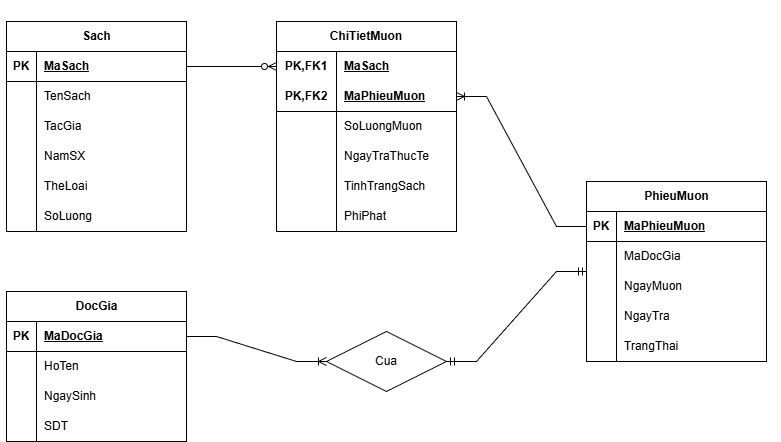 Sach
PK MaSach
TenSach
TacGia
NamSX
TheLoai
SoLuong
ChiTietMuon
PK,FK1 MaSach
PK,FK2 MaPhieuMuon
SoLuongMuon
NgayTraThucTe
TinhTrangSach
PhiPhat
PhieuMuon
PK MaPhieuMuon
MaDocGia
NgayMuon
NgayTra
TrangThai
DocGia
PK MaDocGia
HoTen
NgaySinh
SDT
Cua